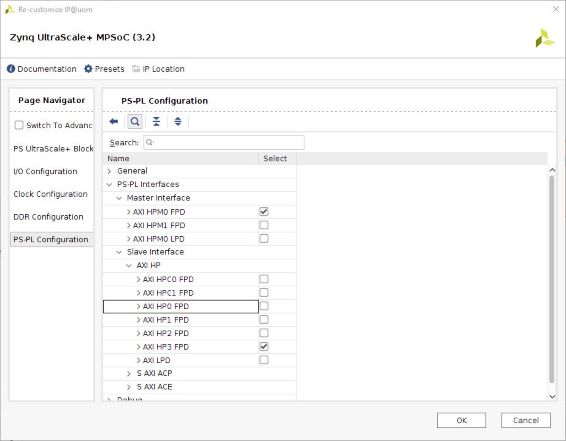 Re-customize IP@uom
Zynq UltraScale+ MPSoC (3.2)
Documentation Presets IP Location
Page Navigator
Switch To Advanc
PS UltraScale+ Block
I/O Configuration
Clock Configuration
DDR Configuration
PS-PL Configuration
PS-PL Configuration
Search:
Name Select
General
PS-PL Interfaces
Master Interface
AXI HPM0 FPD
AXI HPM1 FPD
AXI HPM0 LPD
Slave Interface
AXI HP
AXI HPC0 FPD
AXI HPC1 FPD
AXI HP0 FPD
AXI HP1 FPD
AXI HP2 FPD
AXI HP3 FPD
AXI LPD
S AXI ACP
S AXI ACE
Debug
OK Cancel